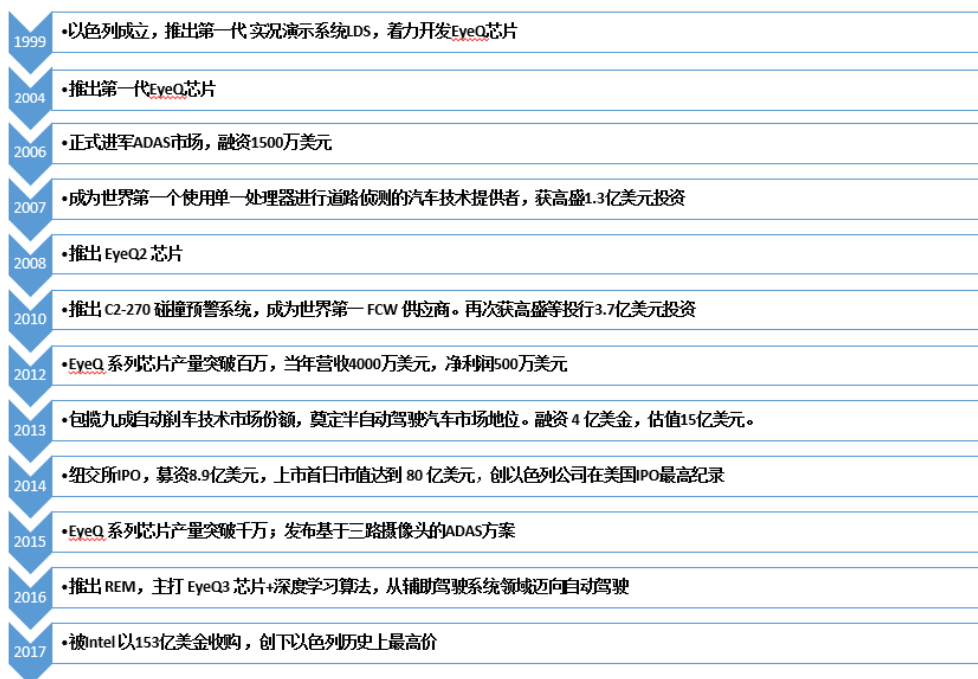 1999
•以色列成立，推出第一代 实况演示系统LDS，着力开发EyeQ芯片
2004
•推出第一代EyeQ芯片
2006
•正式进军ADAS市场，融资1500万美元
2007
•成为世界第一个使用单一处理器进行道路侦测的汽车技术提供者，获高盛1.3亿美元投资
2008
•推出 EyeQ2 芯片
2010
•推出 C2-270 碰撞预警系统，成为世界第一 FCW 供应商。再次获高盛等投行3.7亿美元投资
2012
•EyeQ 系列芯片产量突破百万，当年营收4000万美元，净利润500万美元
2013
•包揽九成自动刹车技术市场份额，奠定半自动驾驶汽车市场地位。融资 4 亿美金，估值15亿美元。
2014
•纽交所IPO，募资8.9亿美元，上市首日市值达到 80 亿美元，创以色列公司在美国IPO最高纪录
2015
•EyeQ 系列芯片产量突破千万；发布基于三路摄像头的ADAS方案
2016
•推出 REM，主打 EyeQ3 芯片+深度学习算法，从辅助驾驶系统领域迈向自动驾驶
2017
•被Intel 以153亿美金收购，创下以色列历史上最高价